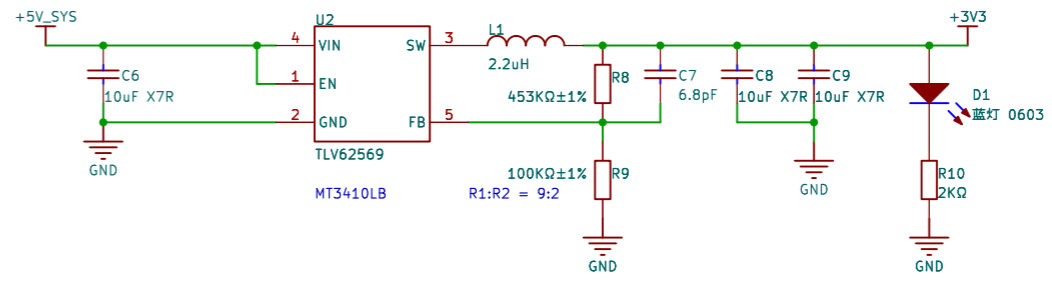 +5V_SYS
U2
L1
+3V3
4
VIN
SW
3
2.2uH
C6
10uF X7R
1
EN
R8
453KΩ±1%
C7
6.8pF
C8
10uF X7R
C9
10uF X7R
D1
蓝灯 0603
2
GND
FB
5
TLV62569
GND
MT3410LB
R1:R2 = 9:2
100KΩ±1%
R9
GND
R10
2KΩ
GND
GND